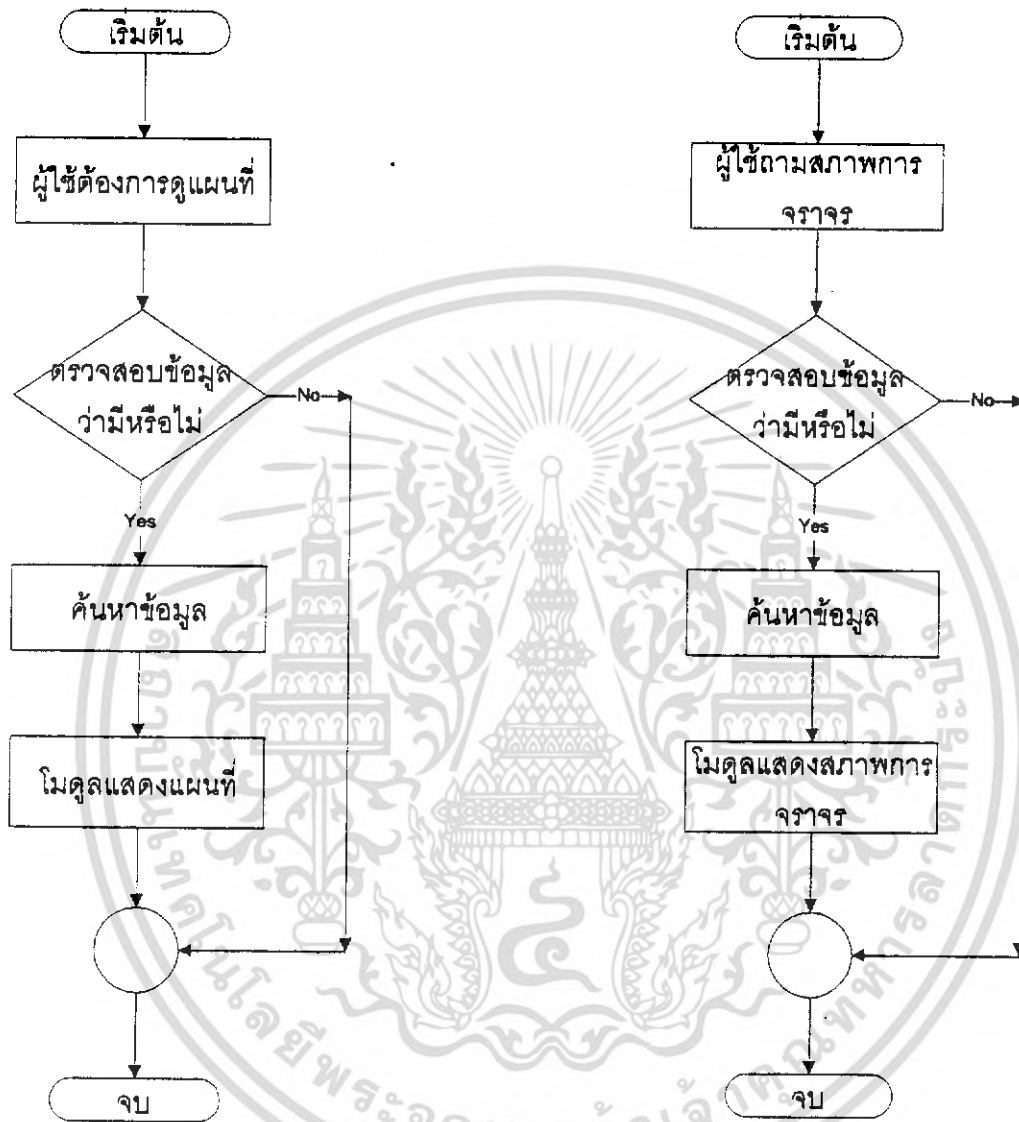 เริ่มต้น
ผู้ใช้ต้องการดูแผนที่
ตรวจสอบข้อมูล
ว่ามีหรือไม่
No
Yes
ค้นหาข้อมูล
โมดูลแสดงแผนที่
จบ
เริ่มต้น
ผู้ใช้ถามสภาพการ
จราจร
ตรวจสอบข้อมูล
ว่ามีหรือไม่
No
Yes
ค้นหาข้อมูล
โมดูลแสดงสภาพการ
จราจร
จบ